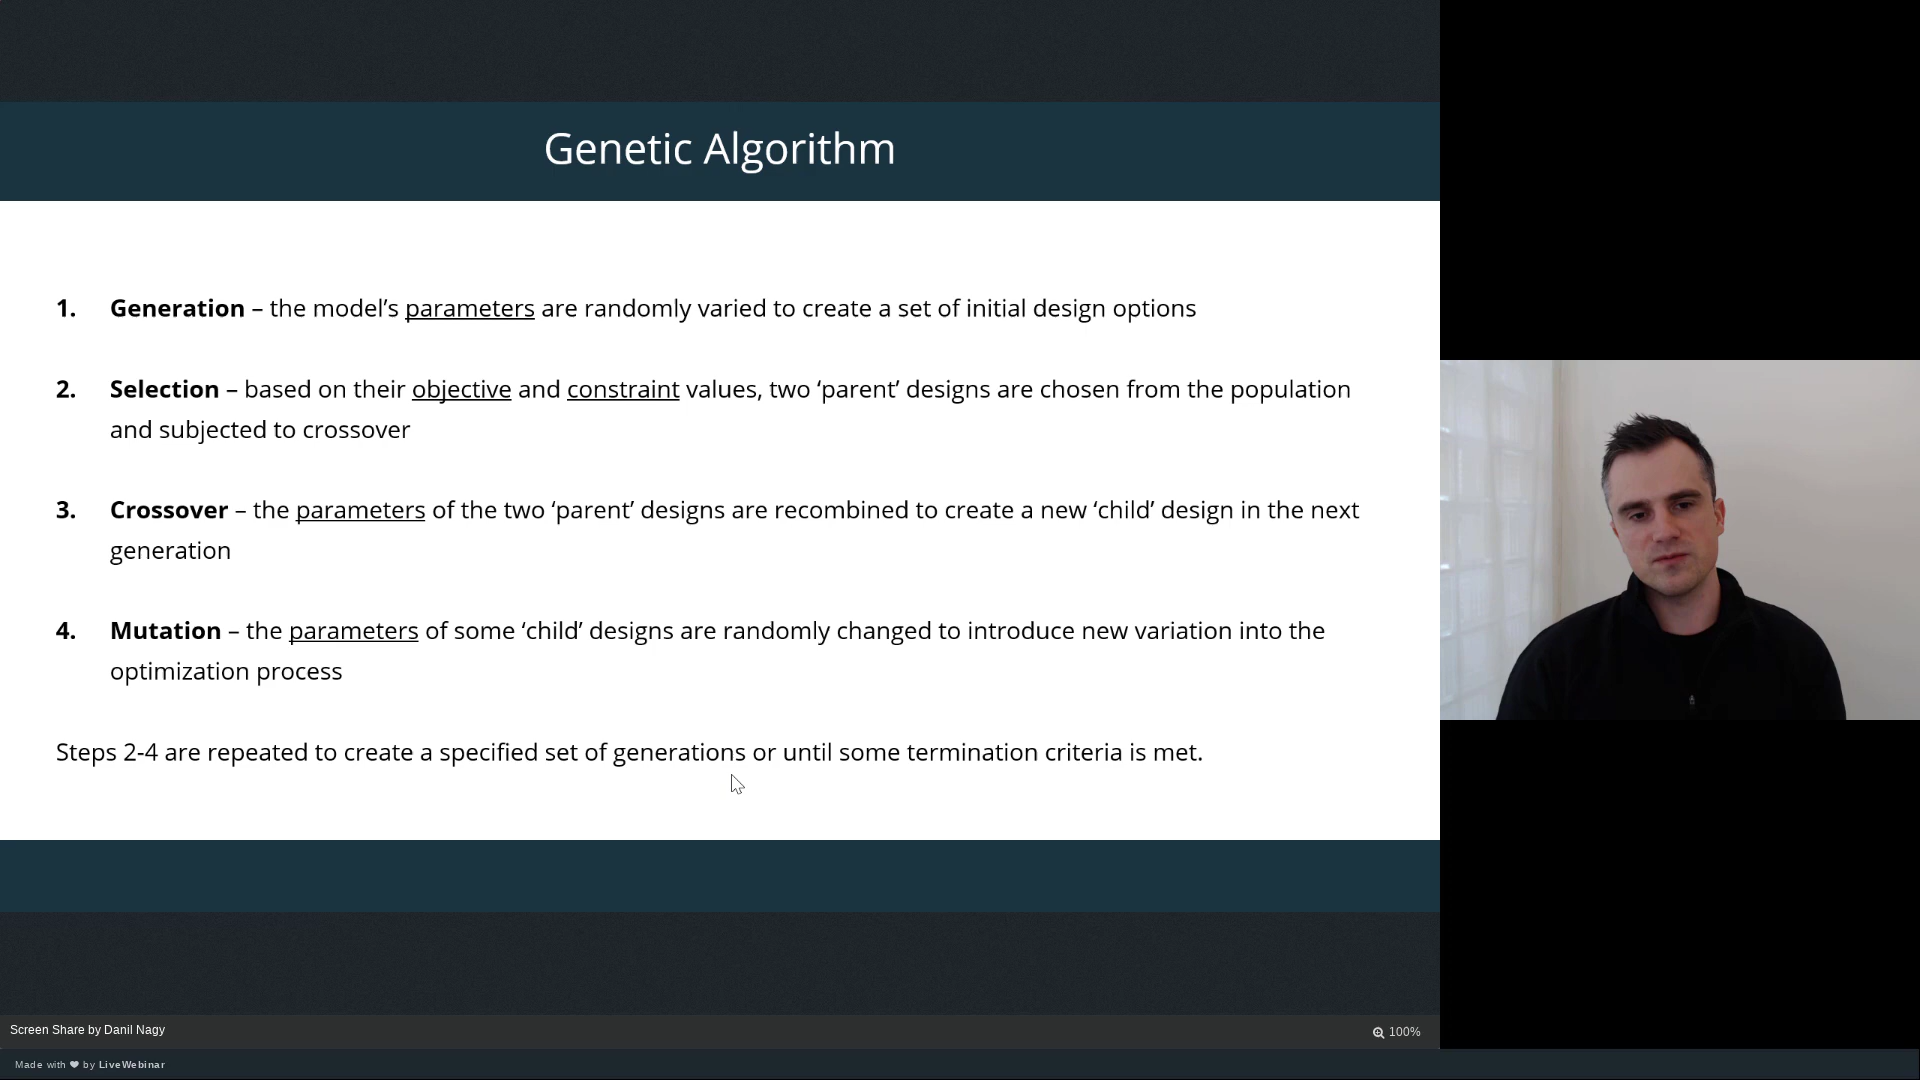 Genetic Algorithm
1. Generation – the model’s parameters are randomly varied to create a set of initial design options
2. Selection – based on their objective and constraint values, two ‘parent’ designs are chosen from the population
and subjected to crossover
3. Crossover – the parameters of the two ‘parent’ designs are recombined to create a new ‘child’ design in the next
generation
4. Mutation – the parameters of some ‘child’ designs are randomly changed to introduce new variation into the
optimization process
Steps 2-4 are repeated to create a specified set of generations or until some termination criteria is met.
Screen Share by Danil Nagy
100%
Made with ❤ by LiveWebinar